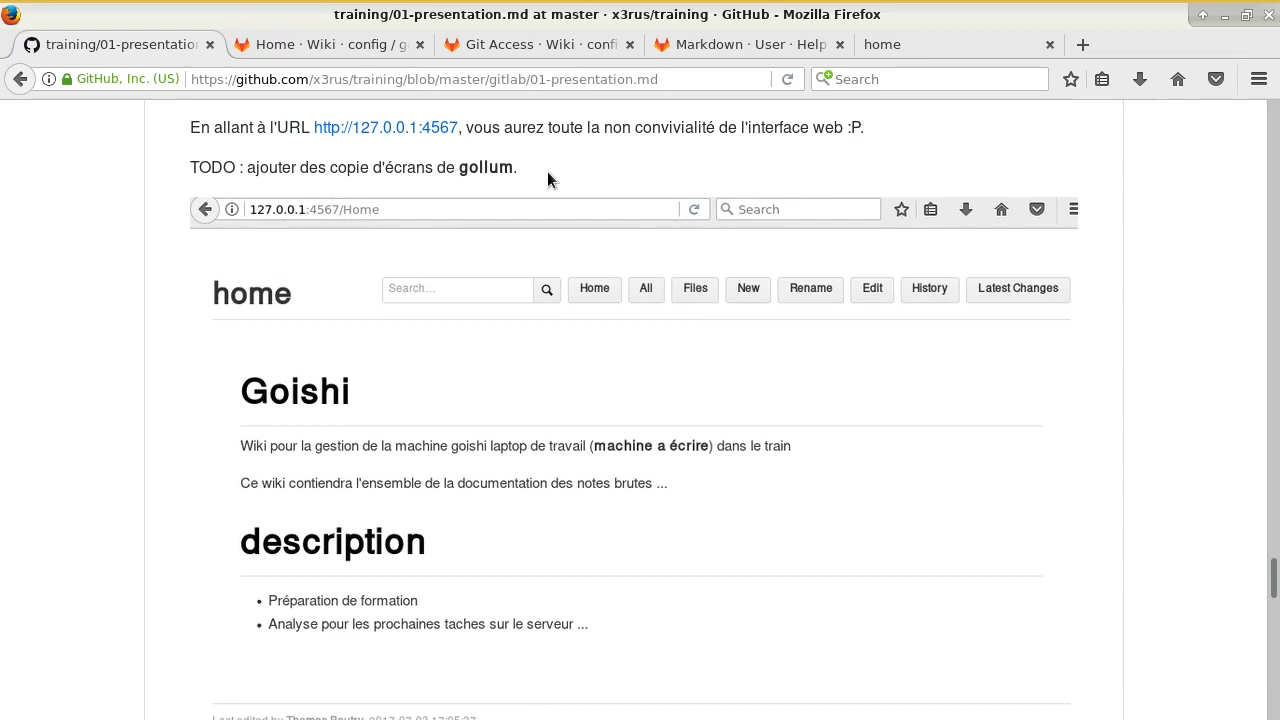 training/01-presentation.md at master · x3rus/training · GitHub - Mozilla Firefox
training/01-presentation
Home · Wiki · config / g
Git Access · Wiki · confi
Markdown · User · Help
home
GitHub, Inc. (US)
https://github.com/x3rus/training/blob/master/gitlab/01-presentation.md
Search
En allant à l'URL http://127.0.0.1:4567, vous aurez toute la non convivialité de l'interface web :P.
TODO : ajouter des copie d'écrans de gollum.
127.0.0.1:4567/Home
Search
home
Search...
Home
All
Files
New
Rename
Edit
History
Latest Changes
Goishi
Wiki pour la gestion de la machine goishi laptop de travail (machine a écrire) dans le train
Ce wiki contiendra l'ensemble de la documentation des notes brutes ...
description
• Préparation de formation
• Analyse pour les prochaines taches sur le serveur ...
Last edited by Thomas